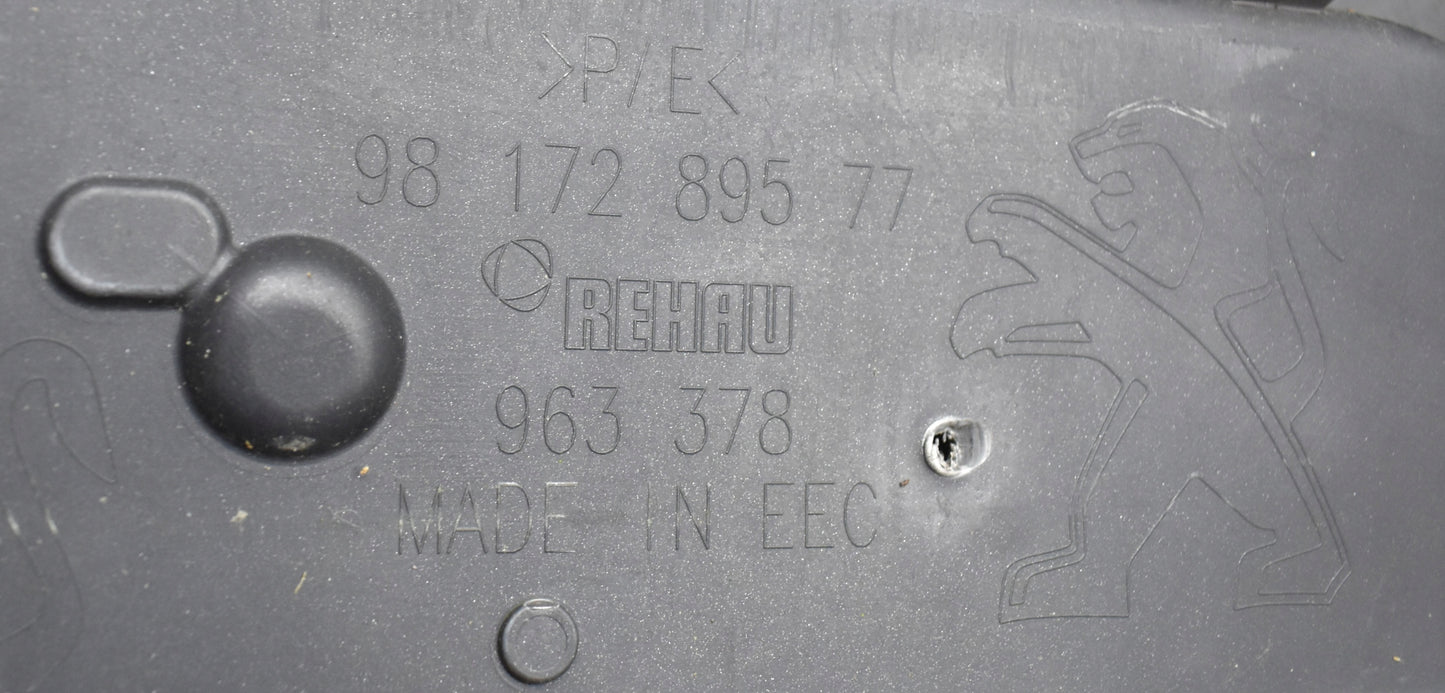 >P/E<
98 172 895 77
REHAU
963 378
MADE IN EEC